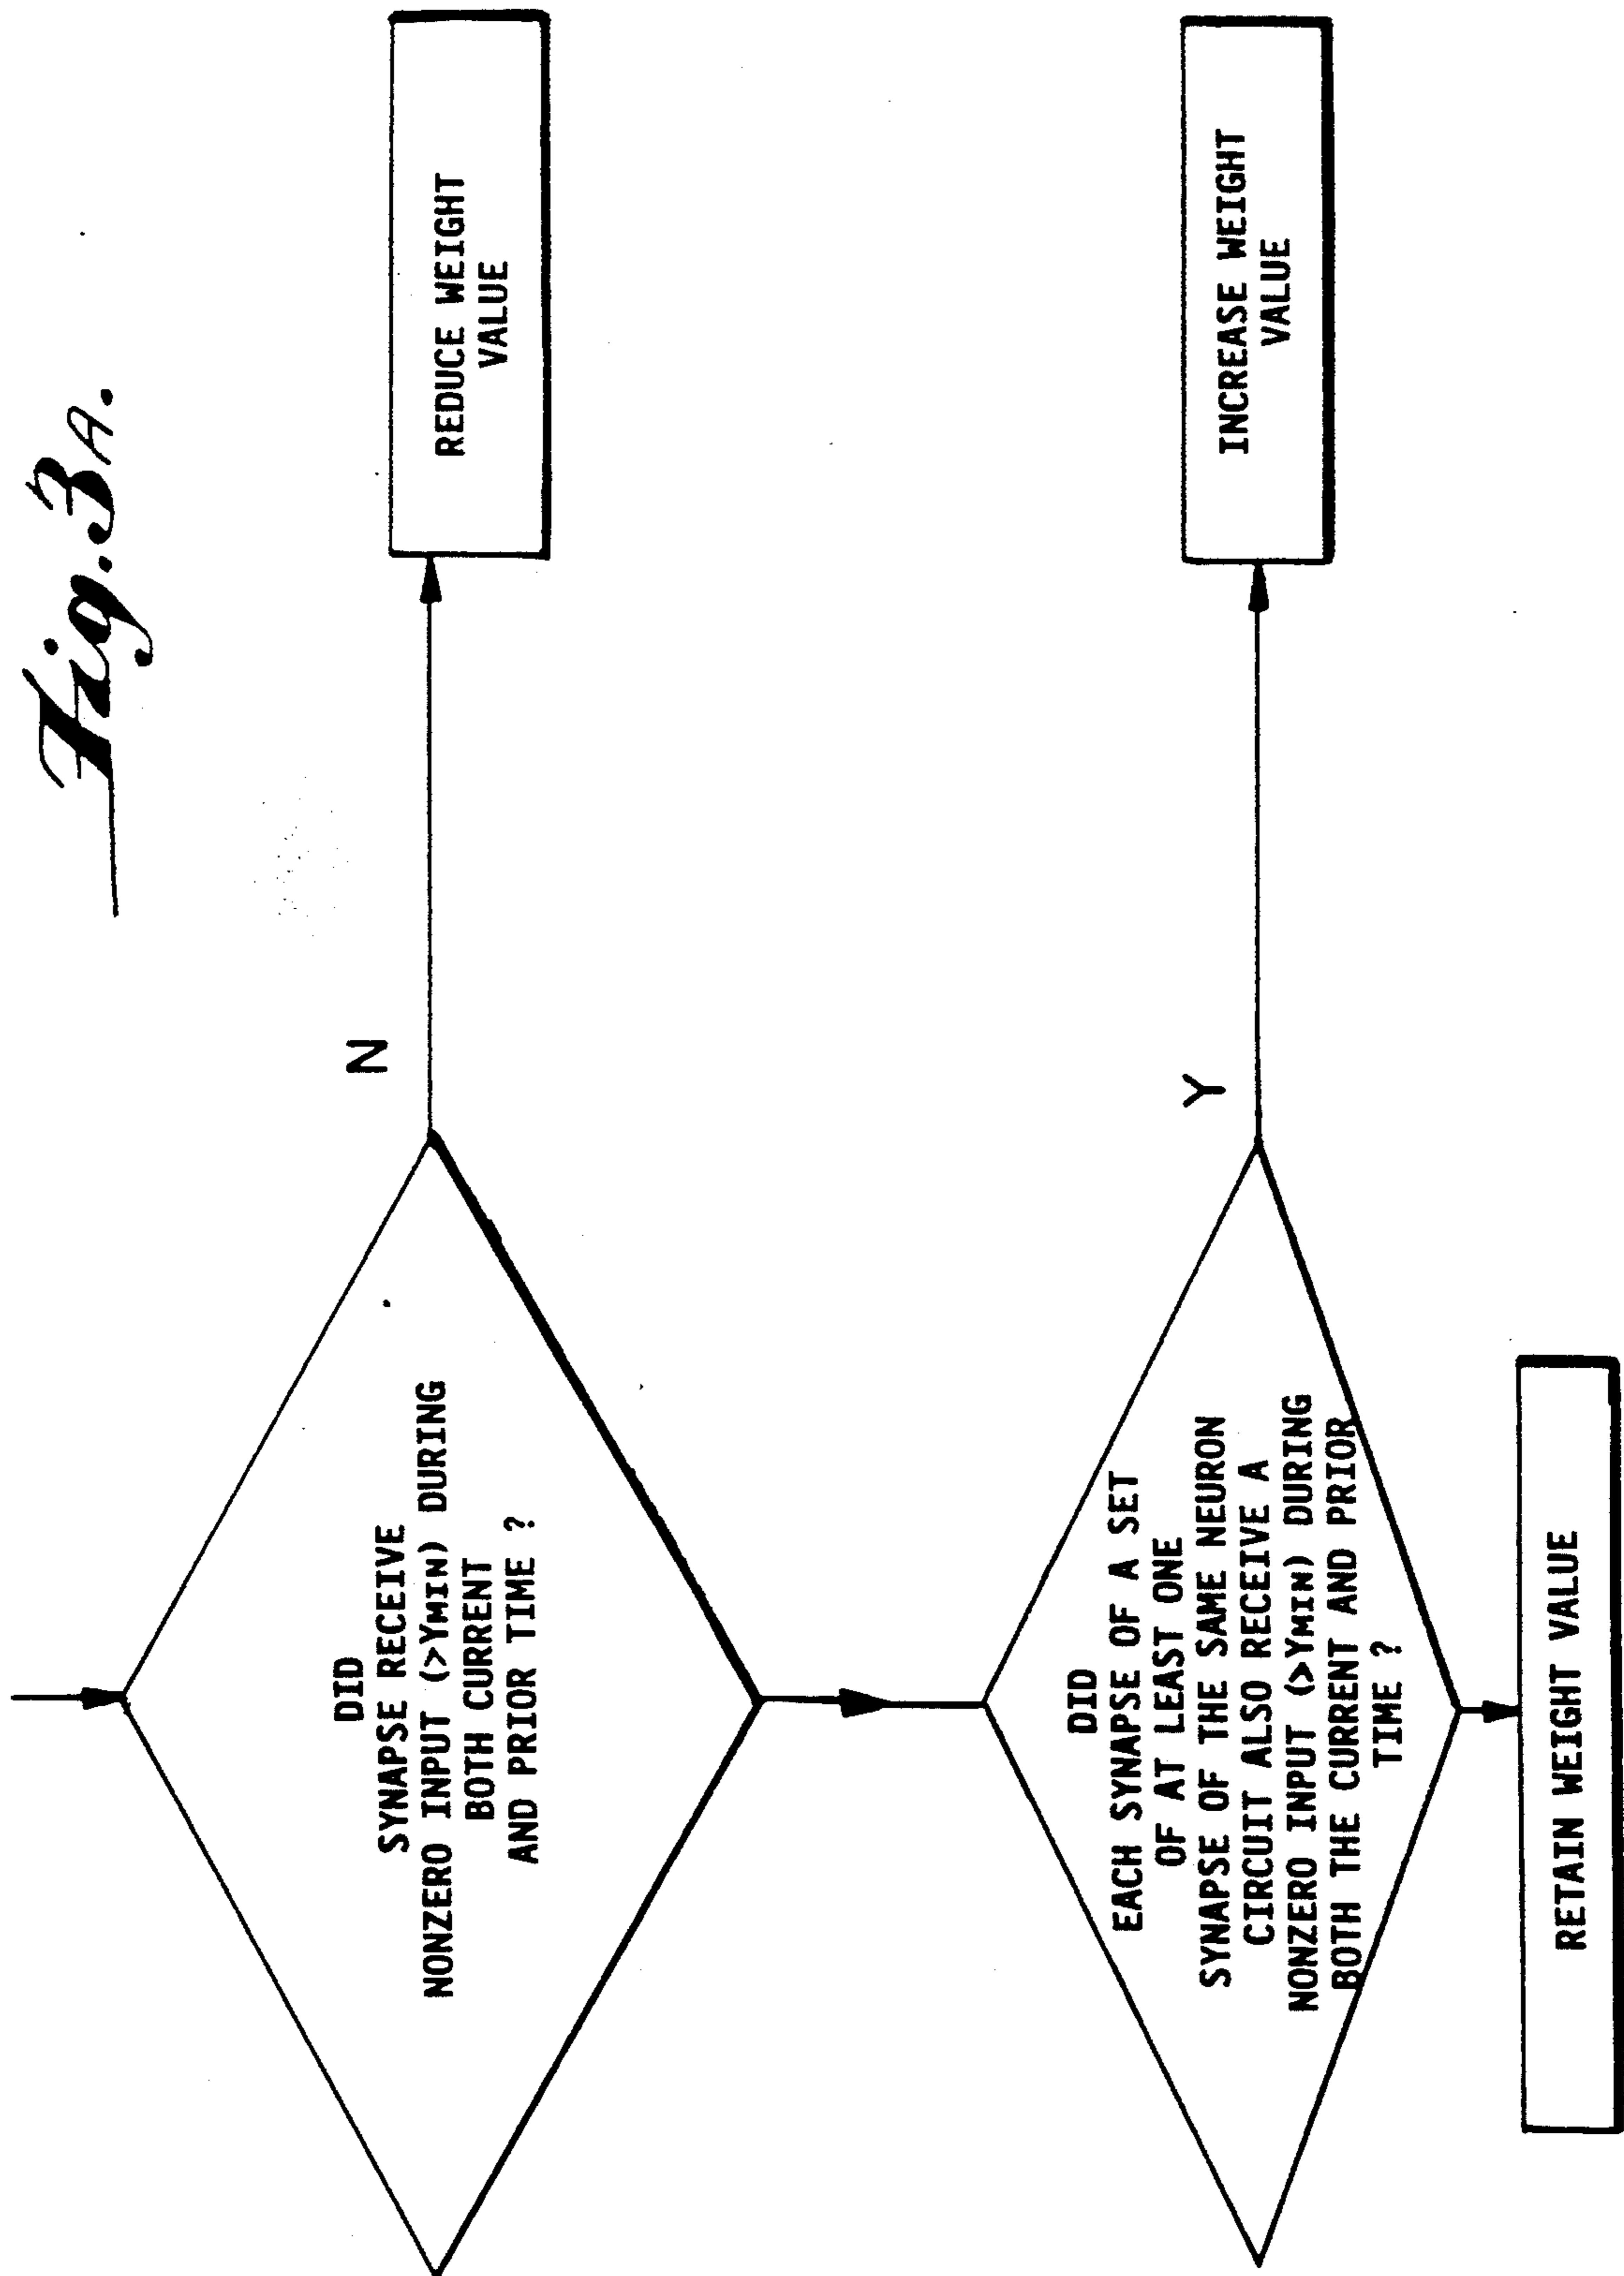 Fig. 3A.
DID
SYNAPSE RECEIVE
NONZERO INPUT (>YMIN) DURING
BOTH CURRENT
AND PRIOR TIME ?
N
REDUCE WEIGHT
VALUE
DID
EACH SYNAPSE OF A SET
OF AT LEAST ONE
SYNAPSE OF THE SAME NEURON
CIRCUIT ALSO RECEIVE A
NONZERO INPUT (>YMIN) DURING
BOTH THE CURRENT AND PRIOR
TIME ?
Y
INCREASE WEIGHT
VALUE
RETAIN WEIGHT VALUE